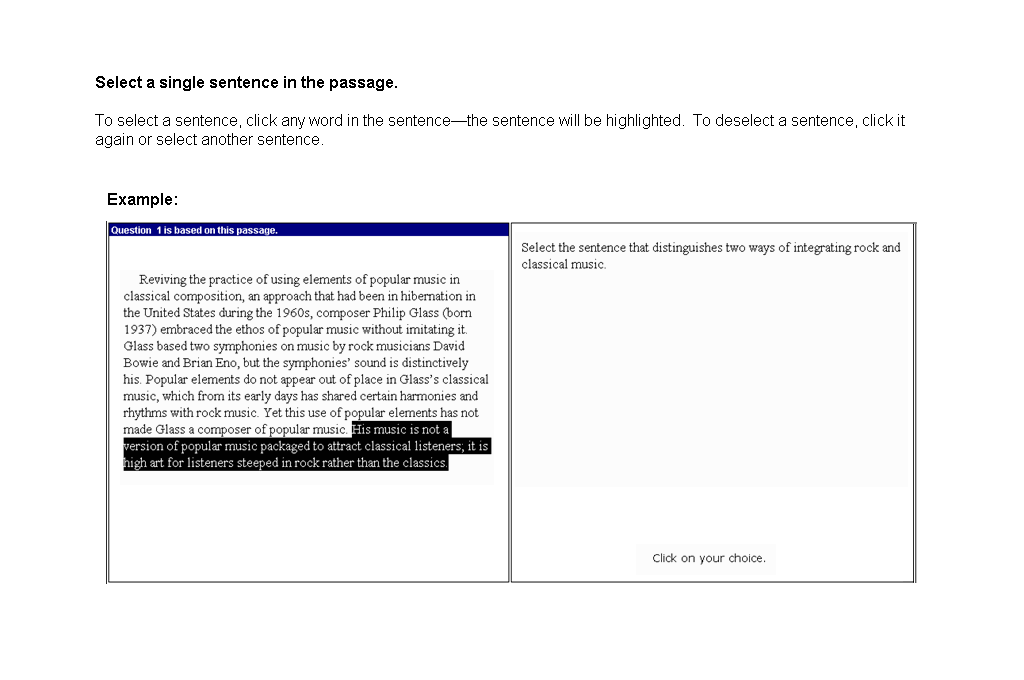 Select a single sentence in the passage.
To select a sentence, click any word in the sentence—the sentence will be highlighted.  To deselect a sentence, click it
again or select another sentence.
Example:
Question  1 is based on this passage.
Reviving the practice of using elements of popular music in
classical composition, an approach that had been in hibernation in
the United States during the 1960s, composer Philip Glass (born
1937) embraced the ethos of popular music without imitating it.
Glass based two symphonies on music by rock musicians David
Bowie and Brian Eno, but the symphonies’ sound is distinctively
his. Popular elements do not appear out of place in Glass’s classical
music, which from its early days has shared certain harmonies and
rhythms with rock music. Yet this use of popular elements has not
made Glass a composer of popular music. His music is not a
version of popular music packaged to attract classical listeners; it is
high art for listeners steeped in rock rather than the classics.
Select the sentence that distinguishes two ways of integrating rock and
classical music.
Click on your choice.